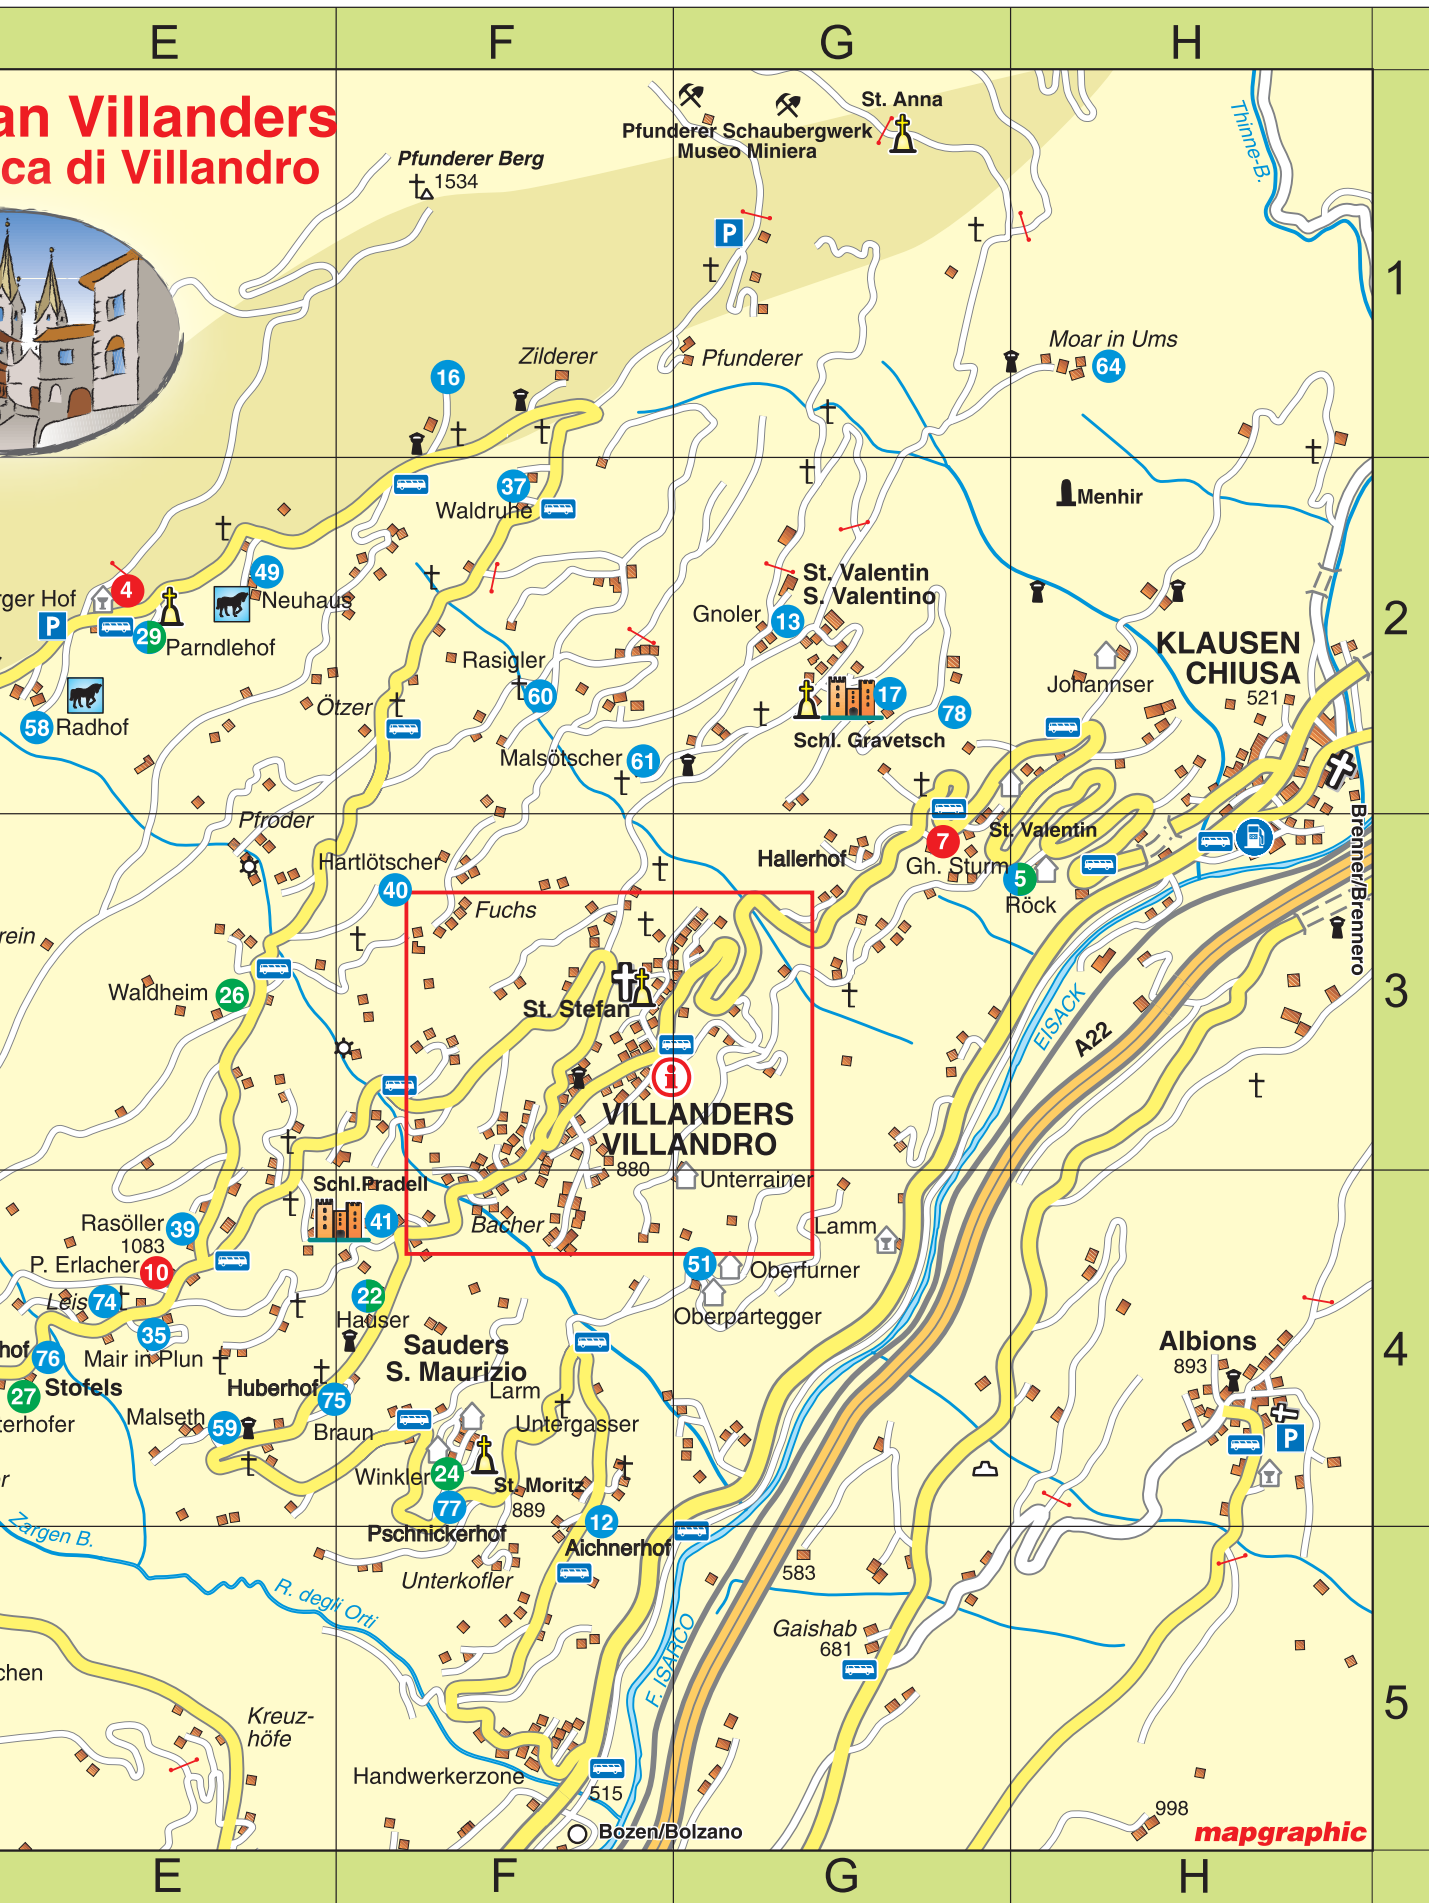 E
F
G
H
an Villanders
ca di Villandro
Thinne-B.
St. Anna
Pfunderer Schaubergwerk
Museo Miniera
Pfunderer Berg
1534
P
1
Moar in Ums
64
Zilderer
Pfunderer
16
37
Waldruhe
Menhir
49
Neuhaus
4
rger Hof
P
29
Parndlehof
St. Valentin
S. Valentino
Gnoler
13
2
KLAUSEN
CHIUSA
521
Johannser
Rasigler
60
Radhof
58
Ötzer
17
78
Schl. Gravetsch
Malsötscher
61
Pfroder
Hartlötscher
40
Hallerhof
7
Gh. Sturm
St. Valentin
5
Röck
Brenner/Brennero
Fuchs
rein
Waldheim
26
St. Stefan
3
EISACK
A22
i
VILLANDERS
VILLANDRO
880
Unterrainer
Schl.Pradell
41
Bacher
Lamm
Rasöller
39
1083
P. Erlacher
10
51
Oberfurner
Oberpartegger
Leis
74
22
Hauser
35
Mair in Plun
hof
76
Sauders
S. Maurizio
Larm
Albions
893
4
27
Stofels
terhofer
Huberhof
75
Malseth
59
Braun
Untergasser
P
Winkler
24
St. Moritz
889
77
Pschnickerhof
12
Aichnerhof
r
Zargen B.
R. degli Orti
Unterkofler
583
Gaishab
681
F. ISARCO
chen
Kreuz-
höfe
5
Handwerkerzone
515
998
Bozen/Bolzano
mapgraphic
E
F
G
H